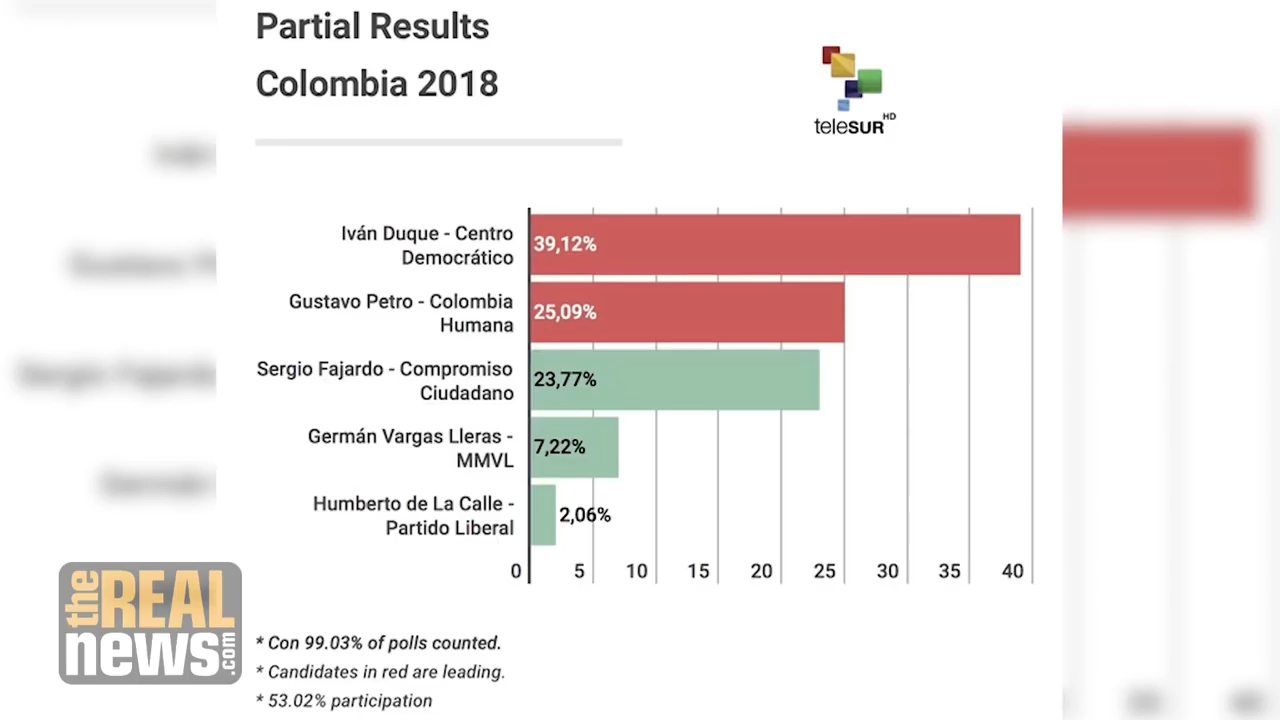 Partial Results
Colombia 2018
teleSUR HD
Iván Duque - Centro
Democrático
39,12%
Gustavo Petro - Colombia
Humana
25,09%
Sergio Fajardo - Compromiso
Ciudadano
23,77%
Germán Vargas Lleras -
MMVL
7,22%
Humberto de La Calle -
Partido Liberal
2,06%
0 5 10 15 20 25 30 35 40
* Con 99.03% of polls counted.
* Candidates in red are leading.
* 53.02% participation
the REAL
news.com